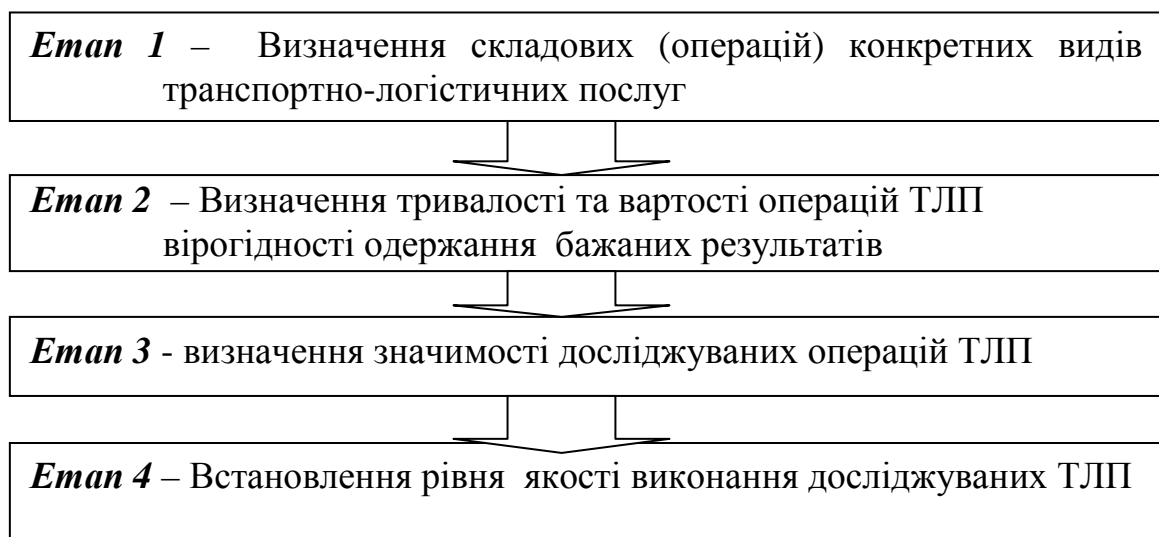 Етап 1 – Визначення складових (операцій) конкретних видів
транспортно-логістичних послуг
Етап 2 – Визначення тривалості та вартості операцій ТЛП
вірогідності одержання бажаних результатів
Етап 3 - визначення значимості досліджуваних операцій ТЛП
Етап 4 – Встановлення рівня якості виконання досліджуваних ТЛП